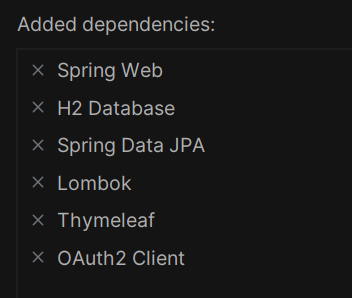 Added dependencies:
Spring Web
H2 Database
Spring Data JPA
Lombok
Thymeleaf
OAuth2 Client